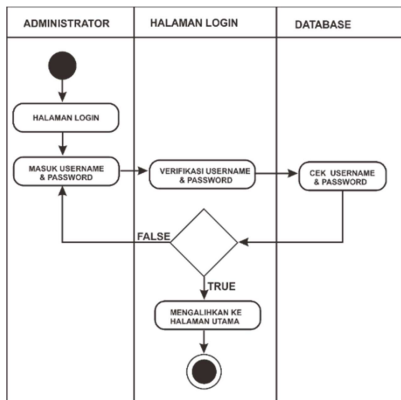 ADMINISTRATOR
HALAMAN LOGIN
DATABASE
HALAMAN LOGIN
MASUK USERNAME
& PASSWORD
VERIFIKASI USERNAME
& PASSWORD
CEK USERNAME
& PASSWORD
FALSE
TRUE
MENGALIHKAN KE
HALAMAN UTAMA